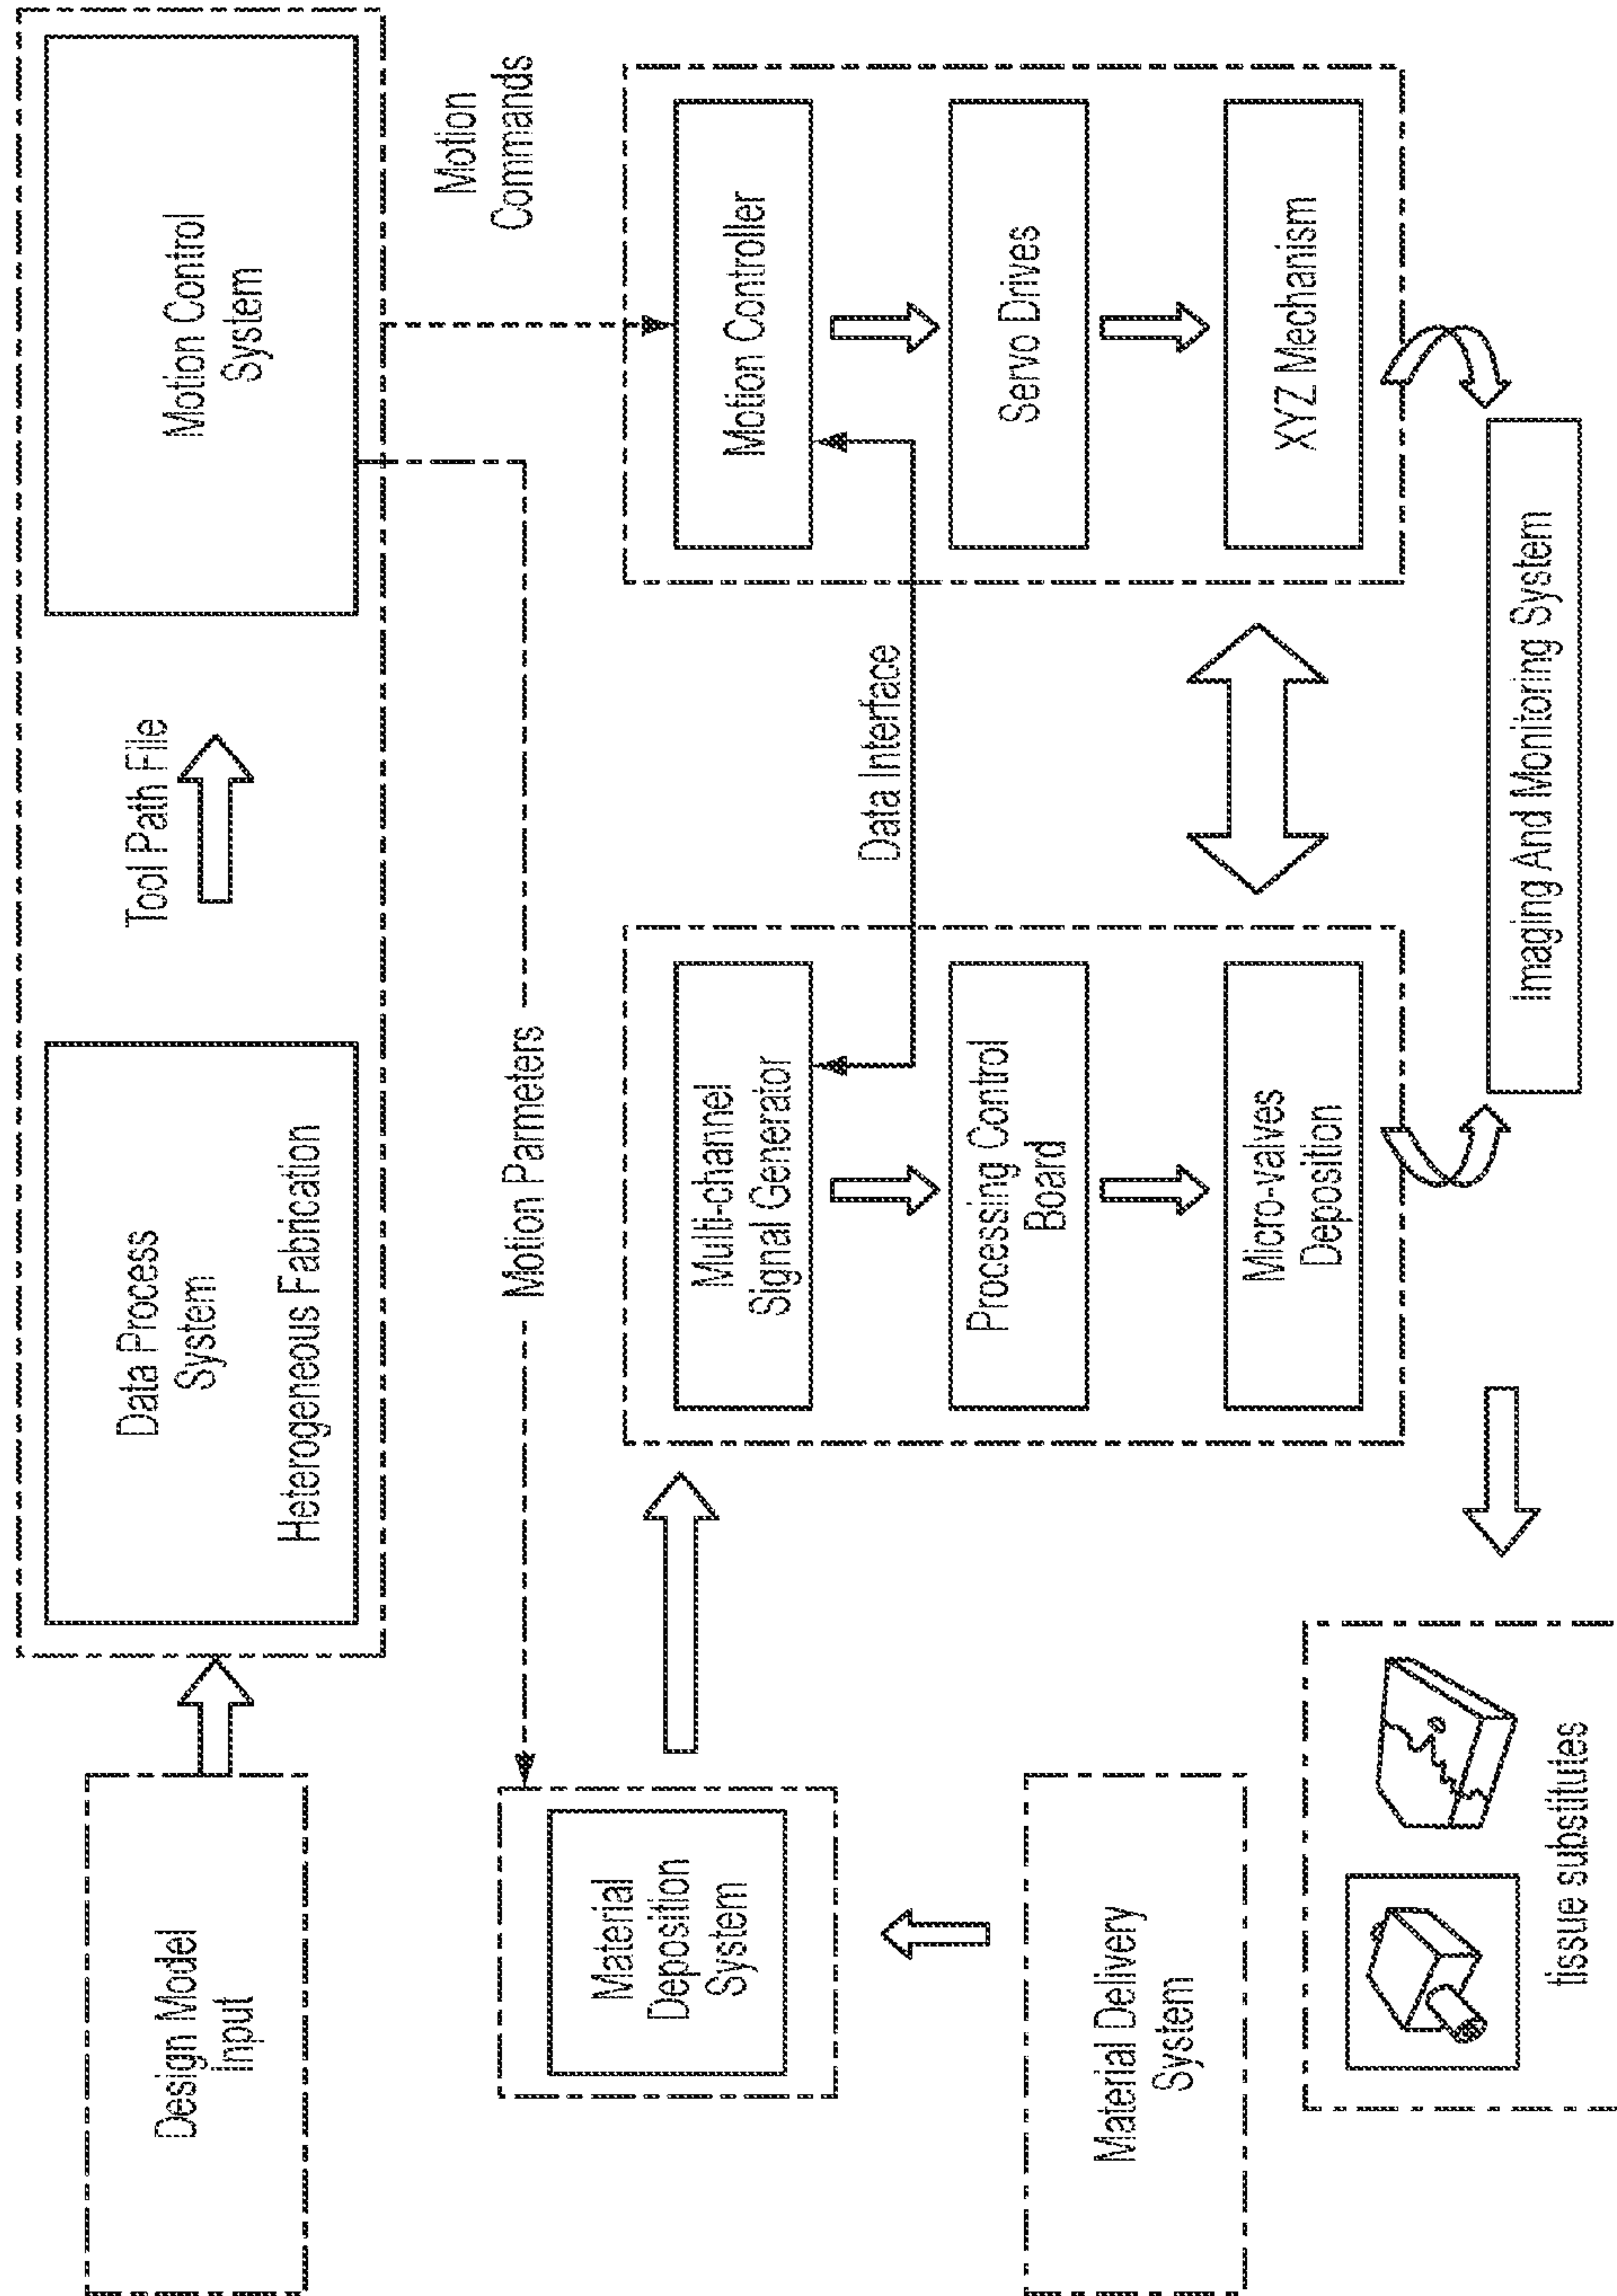 Design Model
Input
Data Process
System
Heterogeneous Fabrication
Tool Path File
Motion Control
System
Motion Parmeters
Motion
Commands
Material
Deposition
System
Multi-channel
Signal Generator
Processing Control
Board
Micro-valves
Deposition
Data Interface
Motion Controller
Servo Drives
XYZ Mechanism
Material Delivery
System
Imaging And Monitoring System
tissue substitutes